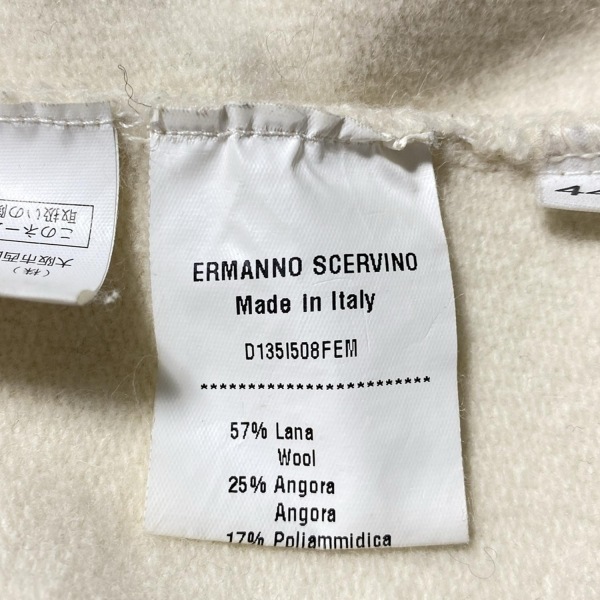 ERMANNO SCERVINO
Made in Italy
D135I508FEM
***********************
57% Lana
Wool
25% Angora
Angora
17% Poliammidica
44
このネー
取扱いの際
大阪市西
(株)